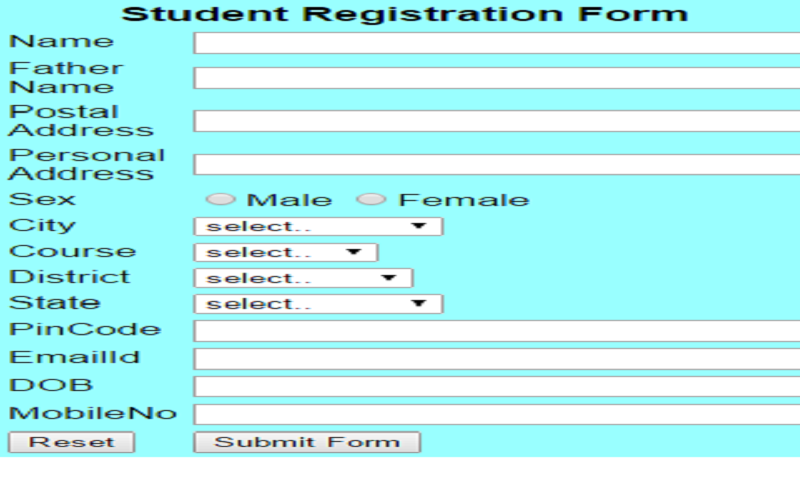 Student Registration Form
Name
Father
Name
Postal
Address
Personal
Address
Sex Male Female
City select..
Course select..
District select..
State select..
PinCode
EmailId
DOB
MobileNo
Reset Submit Form